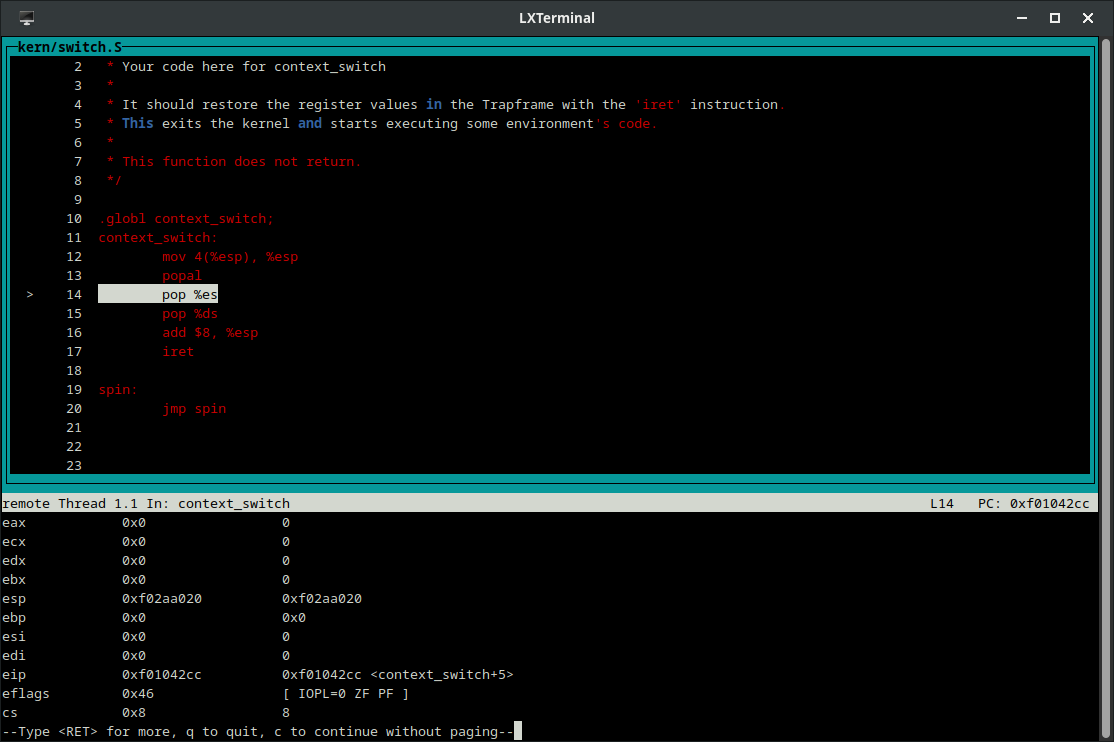 LXTerminal
kern/switch.S
2 * Your code here for context_switch
3 *
4 * It should restore the register values in the Trapframe with the 'iret' instruction.
5 * This exits the kernel and starts executing some environment's code.
6 *
7 * This function does not return.
8 */
9
10 .globl context_switch;
11 context_switch:
12 mov 4(%esp), %esp
13 popal
> 14 pop %es
15 pop %ds
16 add $8, %esp
17 iret
18
19 spin:
20 jmp spin
21
22
23
remote Thread 1.1 In: context_switch L14 PC: 0xf01042cc
eax 0x0 0
ecx 0x0 0
edx 0x0 0
ebx 0x0 0
esp 0xf02aa020 0xf02aa020
ebp 0x0 0x0
esi 0x0 0
edi 0x0 0
eip 0xf01042cc 0xf01042cc <context_switch+5>
eflags 0x46 [ IOPL=0 ZF PF ]
cs 0x8 8
--Type <RET> for more, q to quit, c to continue without paging--